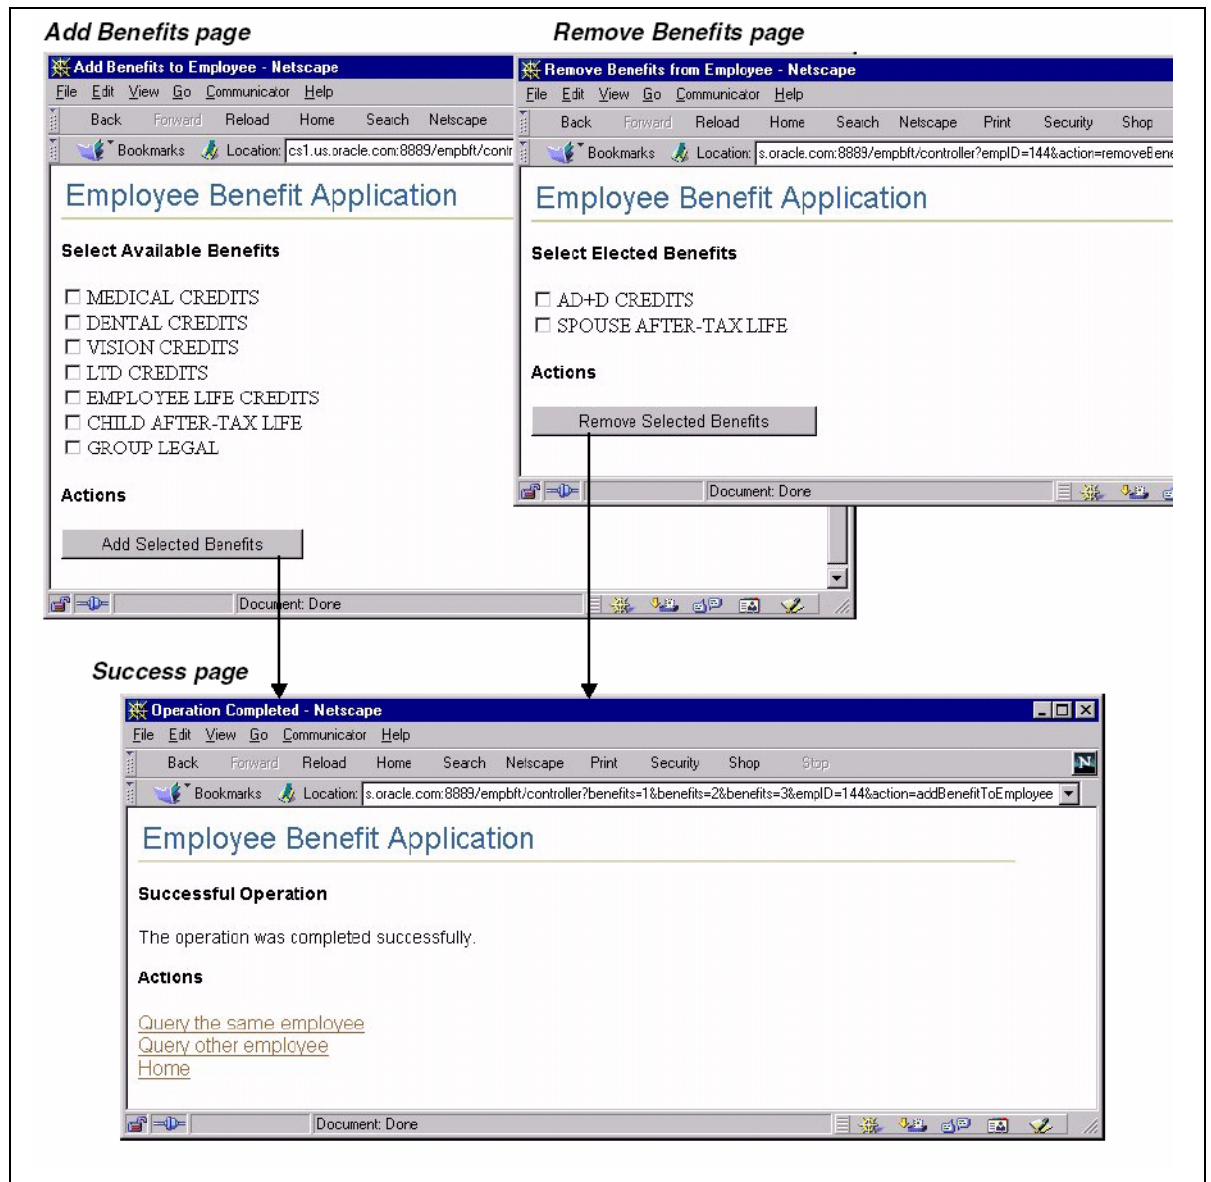 Add Benefits page
Remove Benefits page
Add Benefits to Employee - Netscape
File Edit View Go Communicator Help
Back Forward Reload Home Search Netscape
Bookmarks Location: cs1.us.oracle.com:8889/empbft/contr
Employee Benefit Application
Select Available Benefits
MEDICAL CREDITS
DENTAL CREDITS
VISION CREDITS
LTD CREDITS
EMPLOYEE LIFE CREDITS
CHILD AFTER-TAX LIFE
GROUP LEGAL
Actions
Add Selected Benefits
Document: Done
Remove Benefits from Employee - Netscape
File Edit View Go Communicator Help
Back Forward Reload Home Search Netscape Print Security Shop
Bookmarks Location: s.oracle.com:8889/empbft/controller?empID=144&action=removeBene
Employee Benefit Application
Select Elected Benefits
AD+D CREDITS
SPOUSE AFTER-TAX LIFE
Actions
Remove Selected Benefits
Document: Done
Success page
Operation Completed - Netscape
File Edit View Go Communicator Help
Back Forward Reload Home Search Netscape Print Security Shop Stop
N
Bookmarks Location: s.oracle.com:8889/empbft/controller?benefits=1&benefits=2&benefits=3&empID=144&action=addBenefitToEmployee
Employee Benefit Application
Successful Operation
The operation was completed successfully.
Actions
Query the same employee
Query other employee
Home
Document: Done